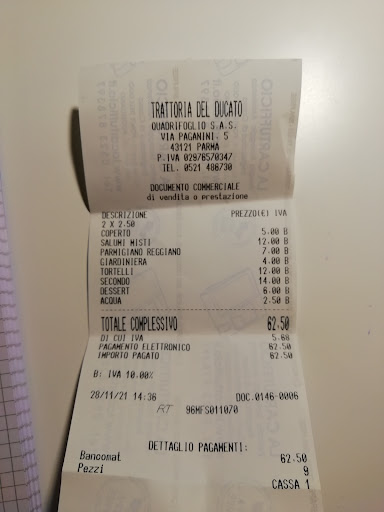 TRATTORIA DEL DUCATO
QUADRIFOGLIO S.A.S.
VIA PAGANINI, 5
43121 PARMA
P.IVA 02978570347
TEL. 0521 486730
DOCUMENTO COMMERCIALE
di vendita o prestazione
DESCRIZIONE PREZZO(€) IVA
2 X 2.50
COPERTO 5.00 B
SALUMI MISTI 12.00 B
PARMIGIANO REGGIANO 7.00 B
GIARDINIERA 4.00 B
TORTELLI 12.00 B
SECONDO 14.00 B
DESSERT 6.00 B
ACQUA 2.50 B
TOTALE COMPLESSIVO 62.50
DI CUI IVA 5.68
PAGAMENTO ELETTRONICO 62.50
IMPORTO PAGATO 62.50
B: IVA 10.00%
28/11/21 14:36 DOC.0146-0006
RT 96MFS011070
DETTAGLIO PAGAMENTI:
Bancomat 62.50
Pezzi 9
CASSA 1